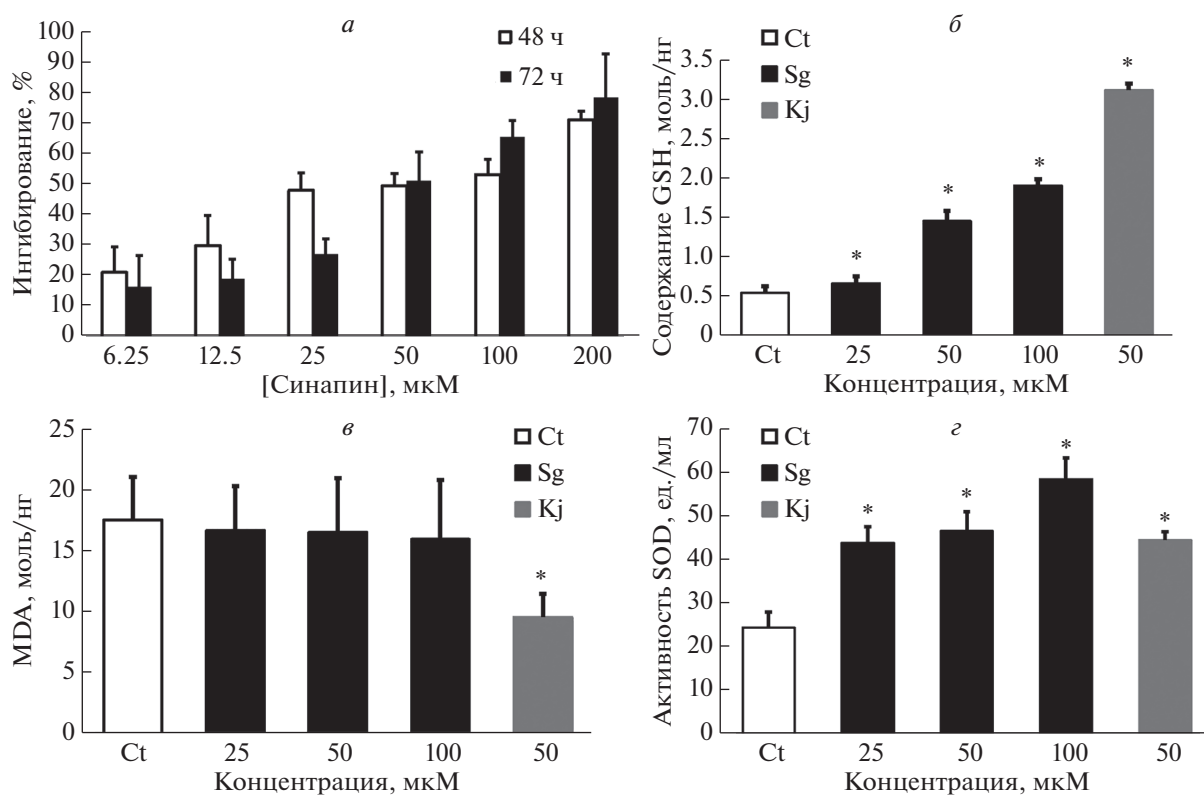 а
Ингибирование, %
100
90
80
70
60
50
40
30
20
10
0
48 ч
72 ч
6.25 12.5 25 50 100 200
[Синапин], мкМ
б
Содержание GSH, моль/нг
3.5
3.0
2.5
2.0
1.5
1.0
0.5
0
Ct
Sg
Kj
* * * *
Ct 25 50 100 50
Концентрация, мкМ
в
MDA, моль/нг
25
20
15
10
5
0
Ct
Sg
Kj
*
Ct 25 50 100 50
Концентрация, мкМ
г
Активность SOD, ед./мл
70
60
50
40
30
20
10
0
Ct
Sg
Kj
* * * *
Ct 25 50 100 50
Концентрация, мкМ